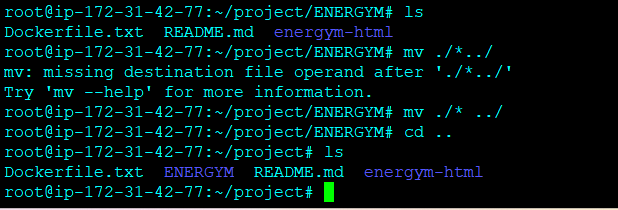 root@ip-172-31-42-77:~/project/ENERGYM# ls
Dockerfile.txt  README.md  energym-html
root@ip-172-31-42-77:~/project/ENERGYM# mv ./*../
mv: missing destination file operand after './*../'
Try 'mv --help' for more information.
root@ip-172-31-42-77:~/project/ENERGYM# mv ./* ../
root@ip-172-31-42-77:~/project/ENERGYM# cd ..
root@ip-172-31-42-77:~/project# ls
Dockerfile.txt  ENERGYM  README.md  energym-html
root@ip-172-31-42-77:~/project#